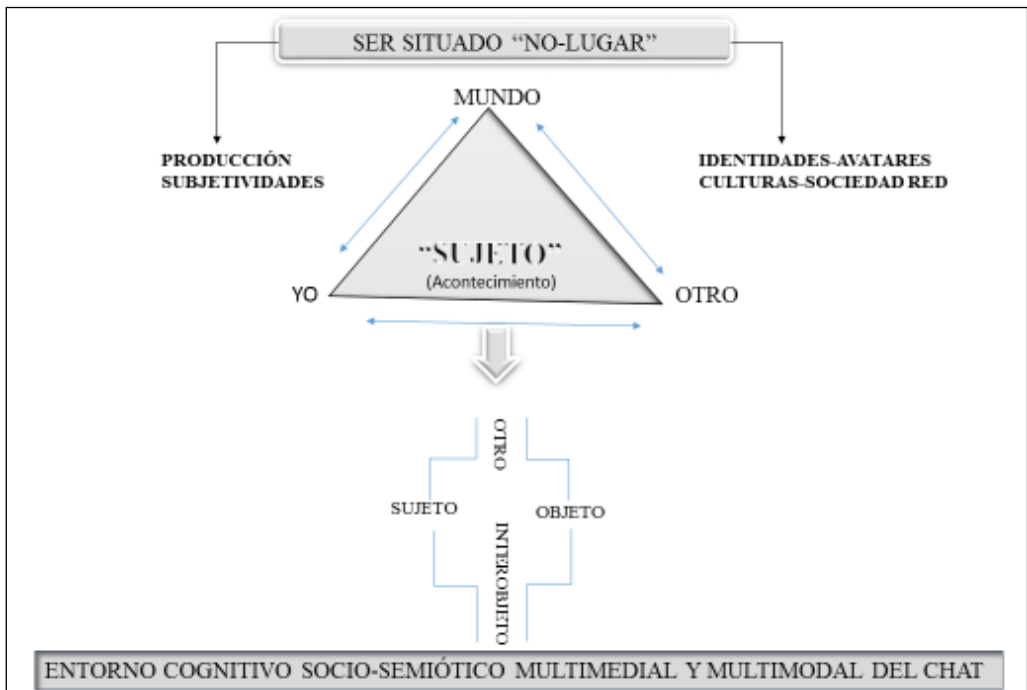 SER SITUADO “NO-LUGAR”
MUNDO
PRODUCCIÓN
SUBJETIVIDADES
IDENTIDADES-AVATARES
CULTURAS-SOCIEDAD RED
“SUJETO”
(Acontecimiento)
YO
OTRO
OTRO
SUJETO
OBJETO
INTEROBJETO
ENTORNO COGNITIVO SOCIO-SEMIÓTICO MULTIMEDIAL Y MULTIMODAL DEL CHAT